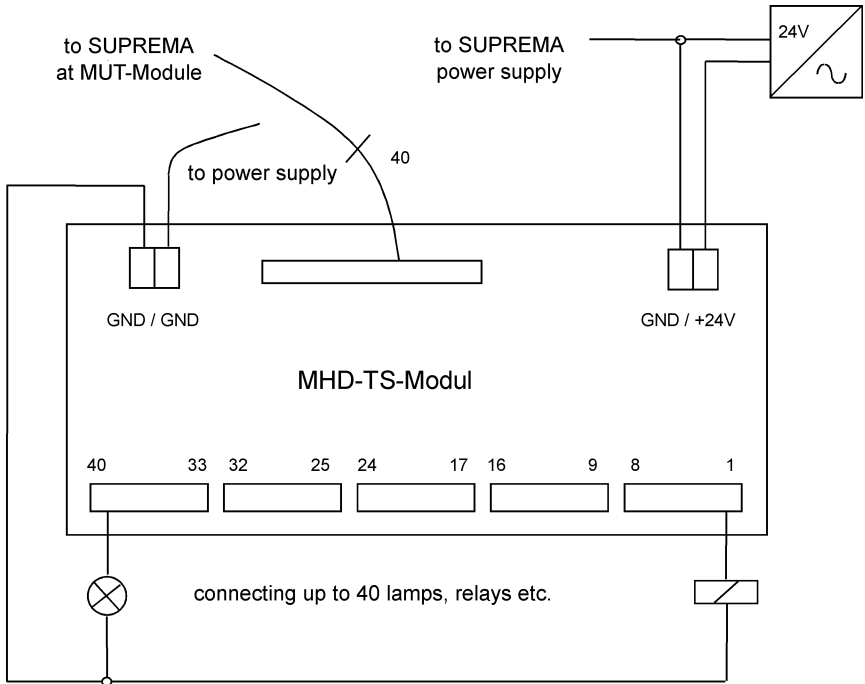 to SUPREMA
at MUT-Module
to SUPREMA
power supply
24V
40
to power supply
GND / GND
GND / +24V
MHD-TS-Modul
40 33 32 25 24 17 16 9 8 1
connecting up to 40 lamps, relays etc.